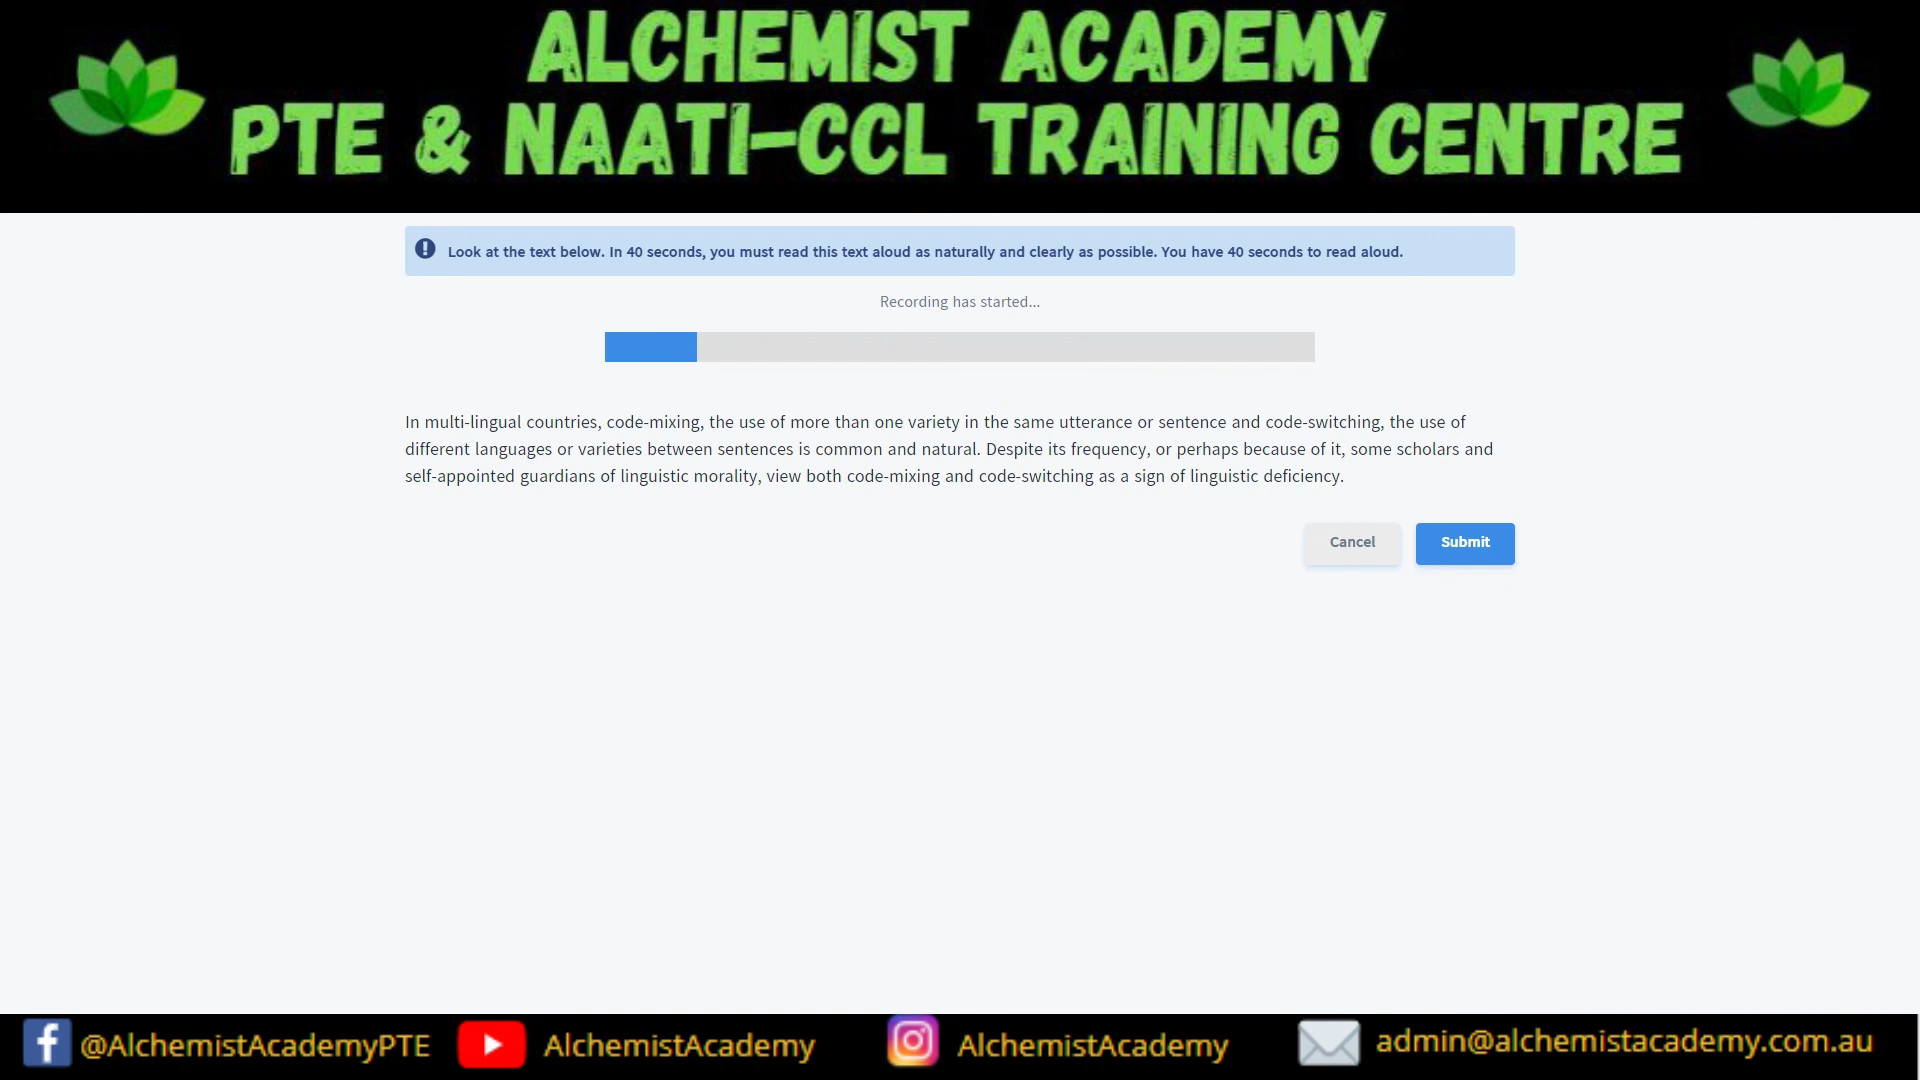 ALCHEMIST ACADEMY
PTE & NAATI-CCL TRAINING CENTRE
Look at the text below. In 40 seconds, you must read this text aloud as naturally and clearly as possible. You have 40 seconds to read aloud.
Recording has started...
In multi-lingual countries, code-mixing, the use of more than one variety in the same utterance or sentence and code-switching, the use of
different languages or varieties between sentences is common and natural. Despite its frequency, or perhaps because of it, some scholars and
self-appointed guardians of linguistic morality, view both code-mixing and code-switching as a sign of linguistic deficiency.
Cancel Submit
@AlchemistAcademyPTE AlchemistAcademy AlchemistAcademy admin@alchemistacademy.com.au